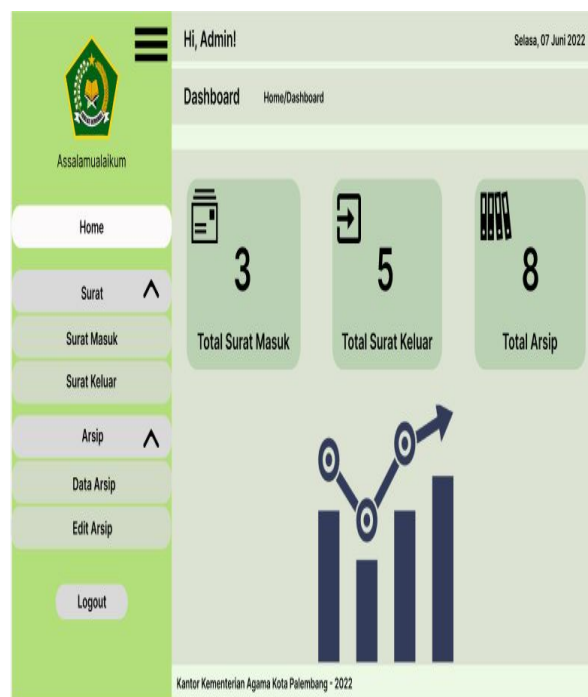 Hi, Admin!
Selasa, 07 Juni 2022
Dashboard
Home/Dashboard
Assalamualaikum
Home
Surat
Surat Masuk
Surat Keluar
Arsip
Data Arsip
Edit Arsip
Logout
3
Total Surat Masuk
5
Total Surat Keluar
8
Total Arsip
Kantor Kementerian Agama Kota Palembang - 2022